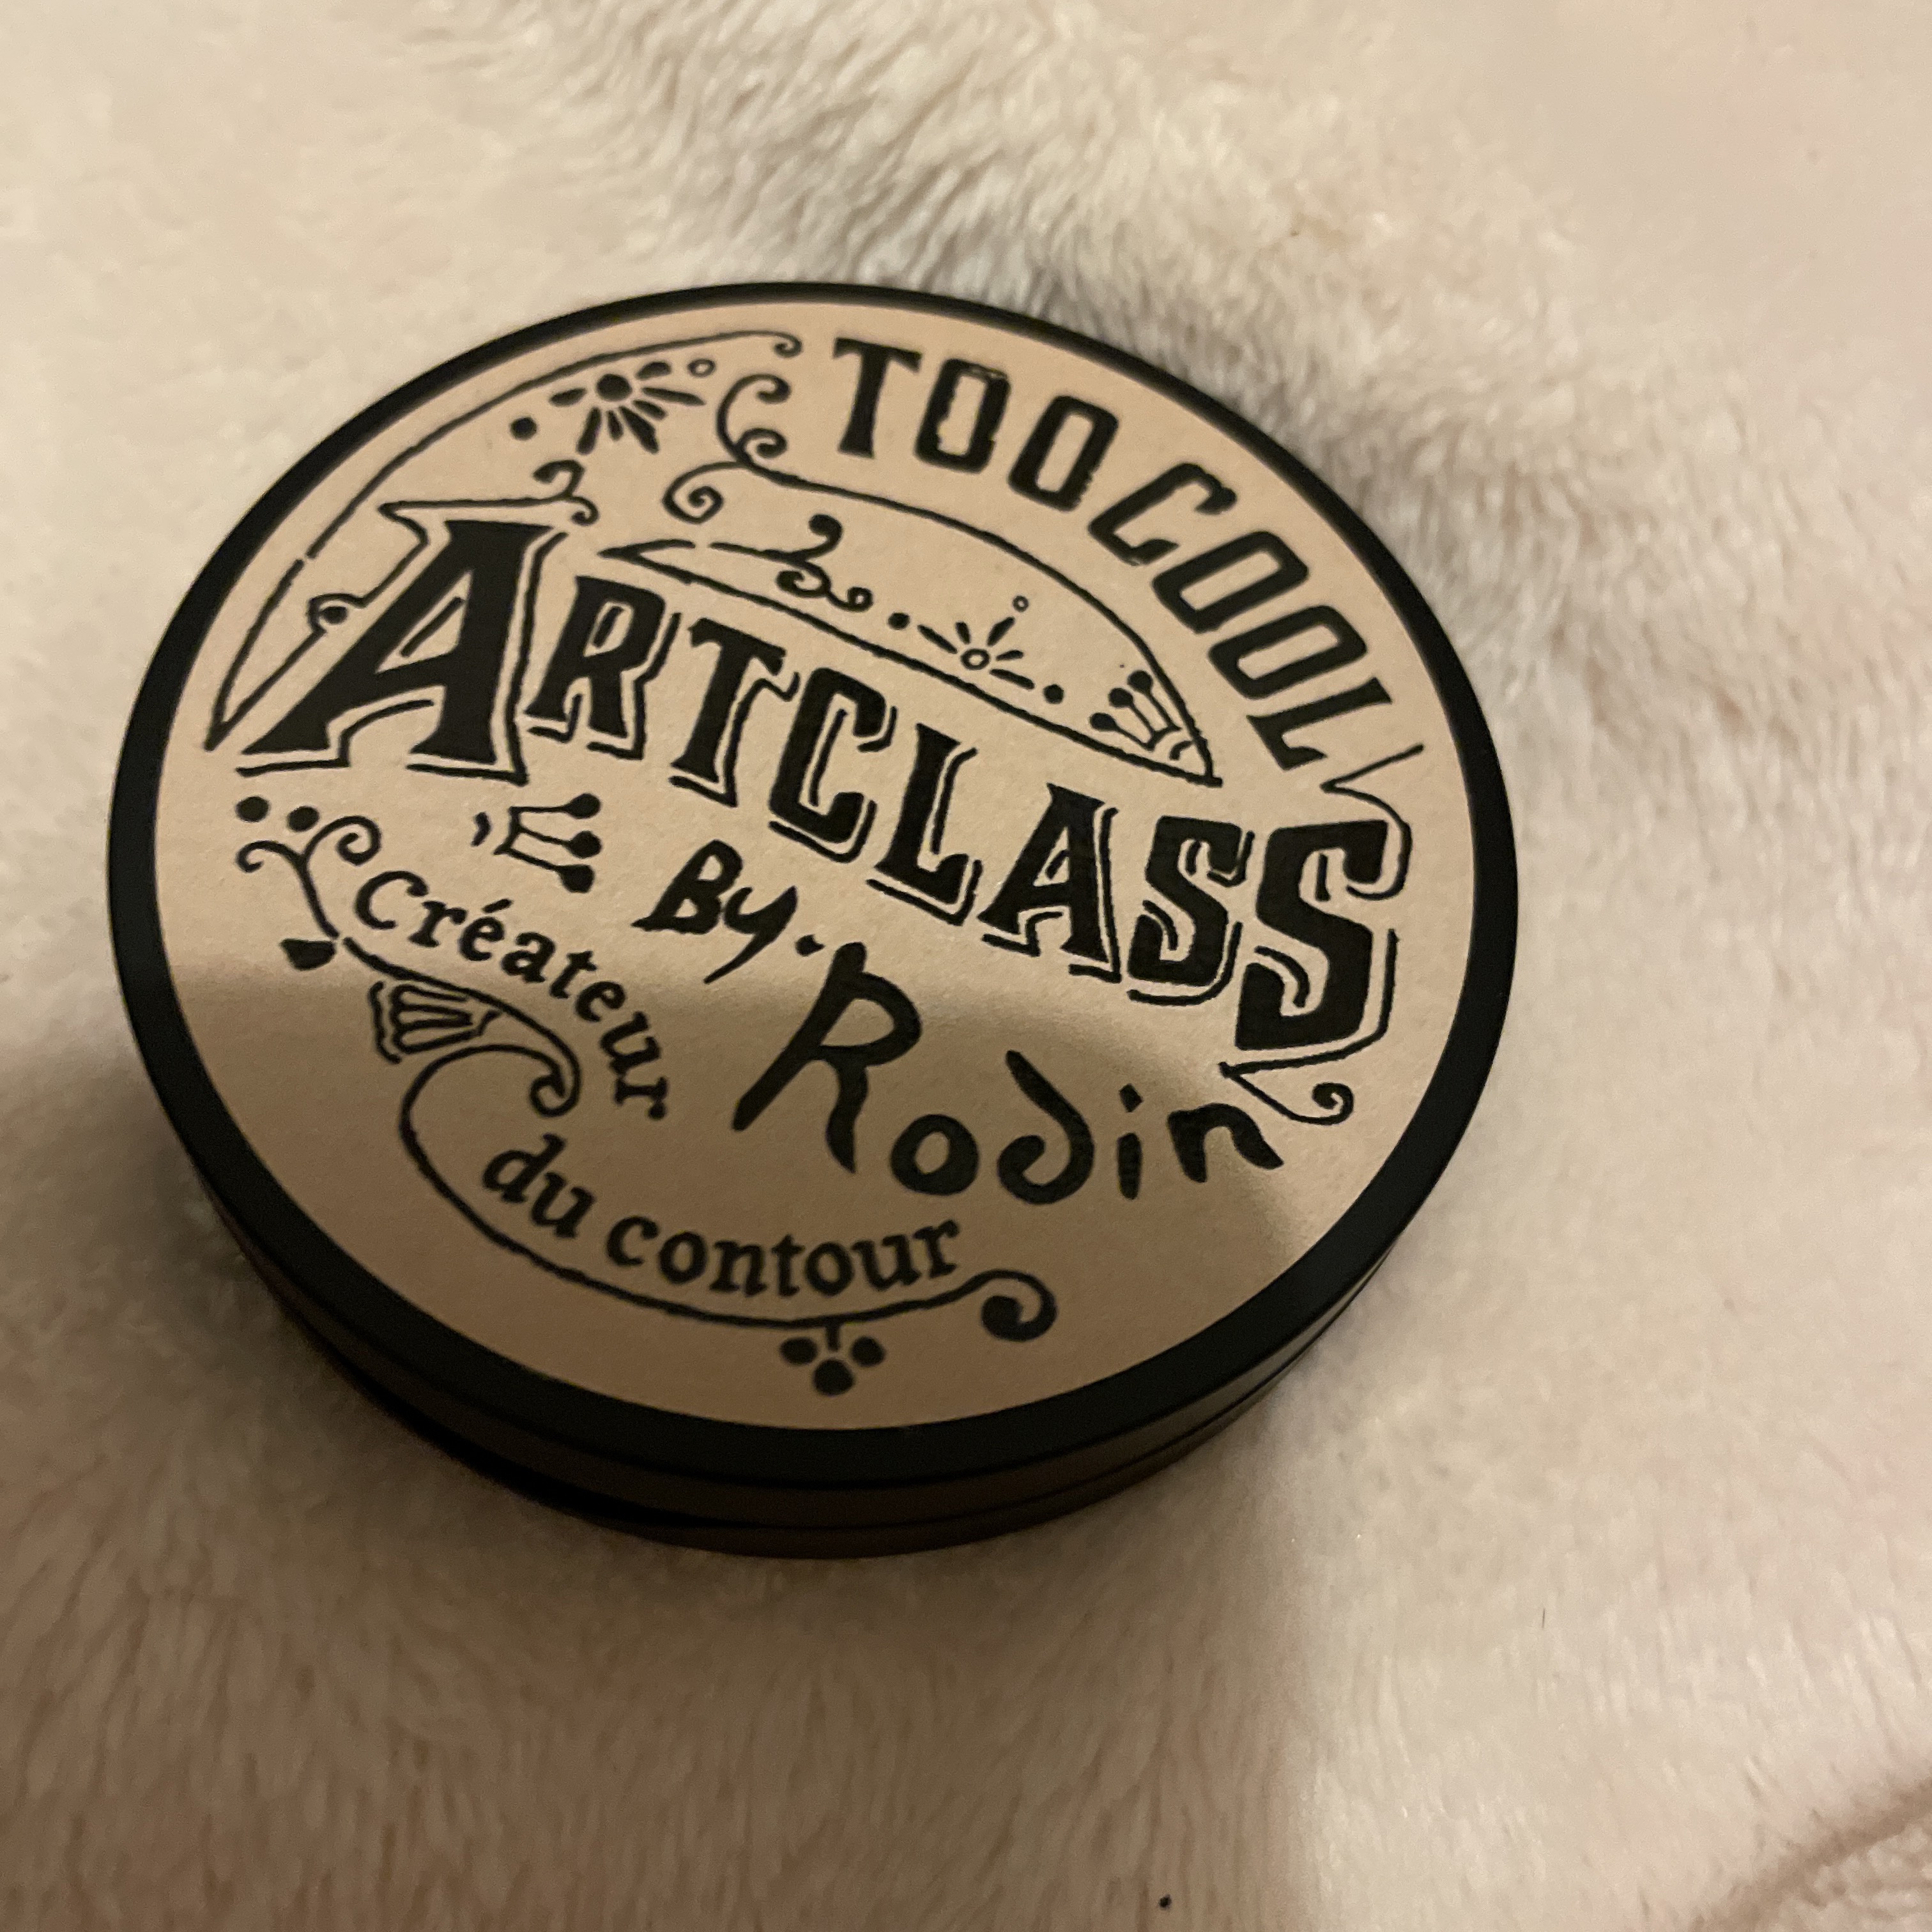 TOO COOL
ARTCLASS
By. Rodin
Créateur
du contour